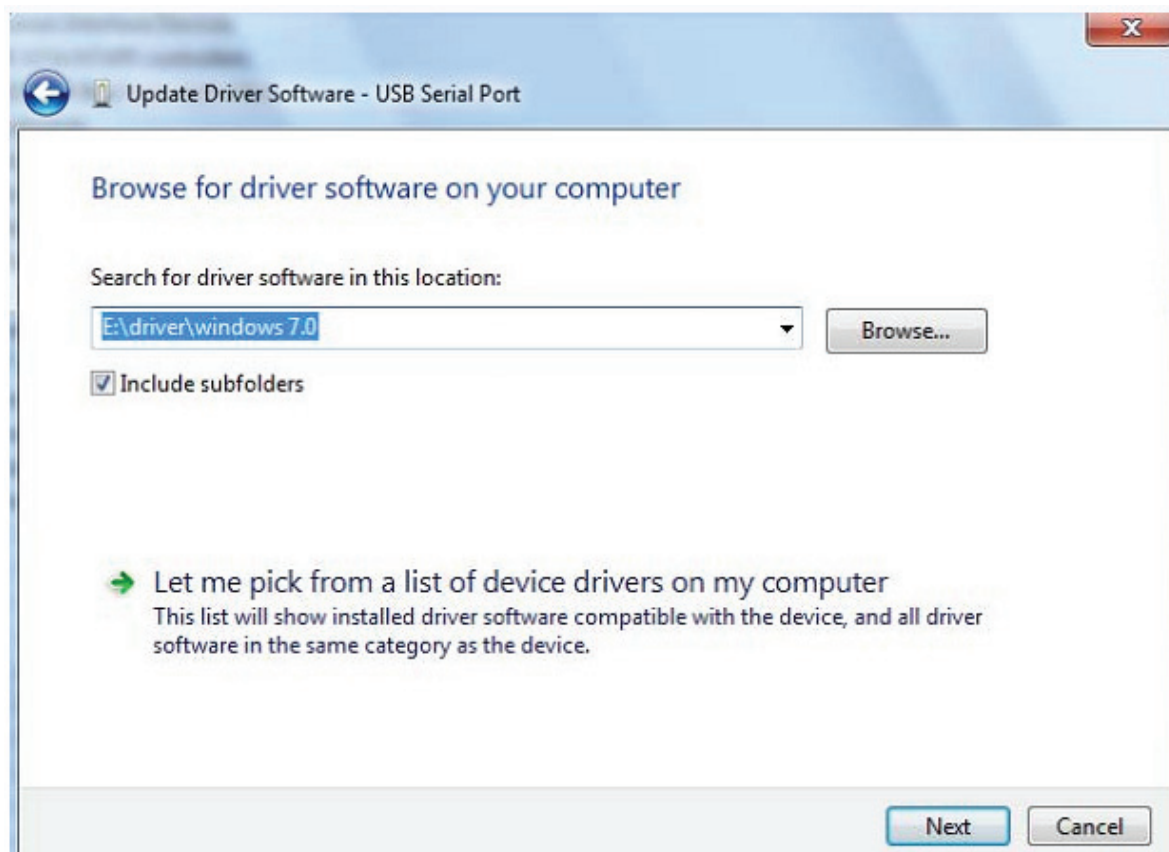 Update Driver Software - USB Serial Port
Browse for driver software on your computer
Search for driver software in this location:
E:\driver\windows 7.0
Browse...
Include subfolders
Let me pick from a list of device drivers on my computer
This list will show installed driver software compatible with the device, and all driver
software in the same category as the device.
Next
Cancel